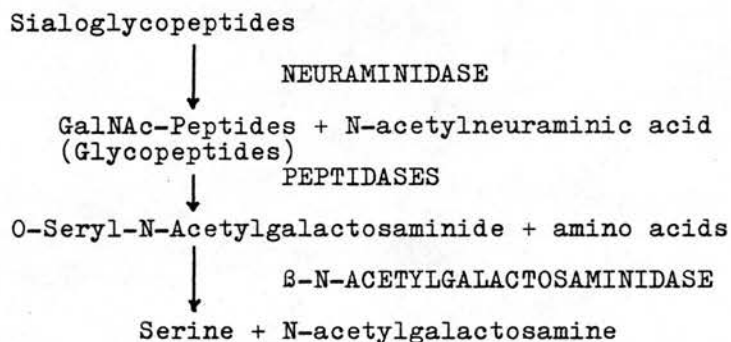 Sialoglycopeptides
NEURAMINIDASE
GalNAc-Peptides + N-acetylneuraminic acid
(Glycopeptides)
PEPTIDASES
O-Seryl-N-Acetylgalactosaminide + amino acids
ß-N-ACETYLGALACTOSAMINIDASE
Serine + N-acetylgalactosamine